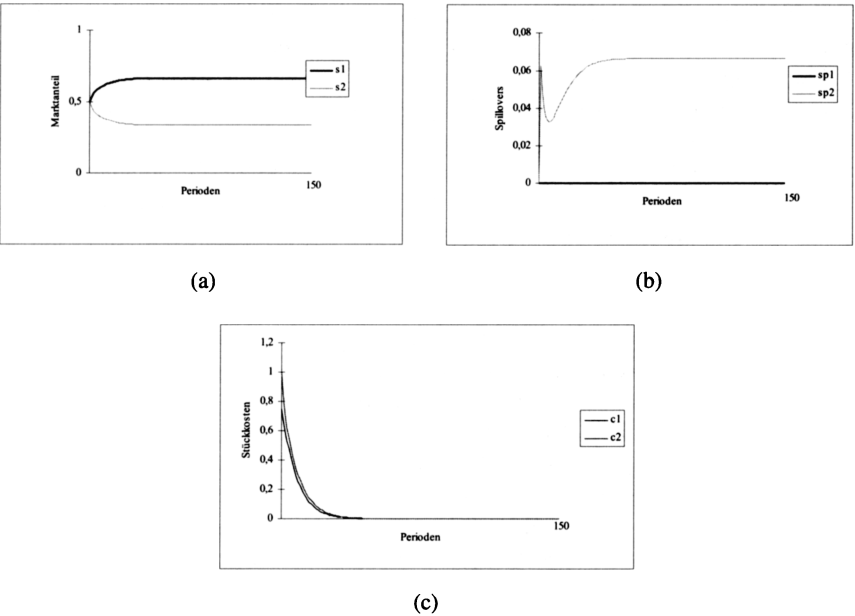 1
0,5
0
Marktanteil
Perioden
150
s1
s2
(a)
0,08
0,06
0,04
0,02
0
Spillovers
Perioden
150
sp1
sp2
(b)
1,2
1
0,8
0,6
0,4
0,2
0
Stückkosten
Perioden
150
c1
c2
(c)